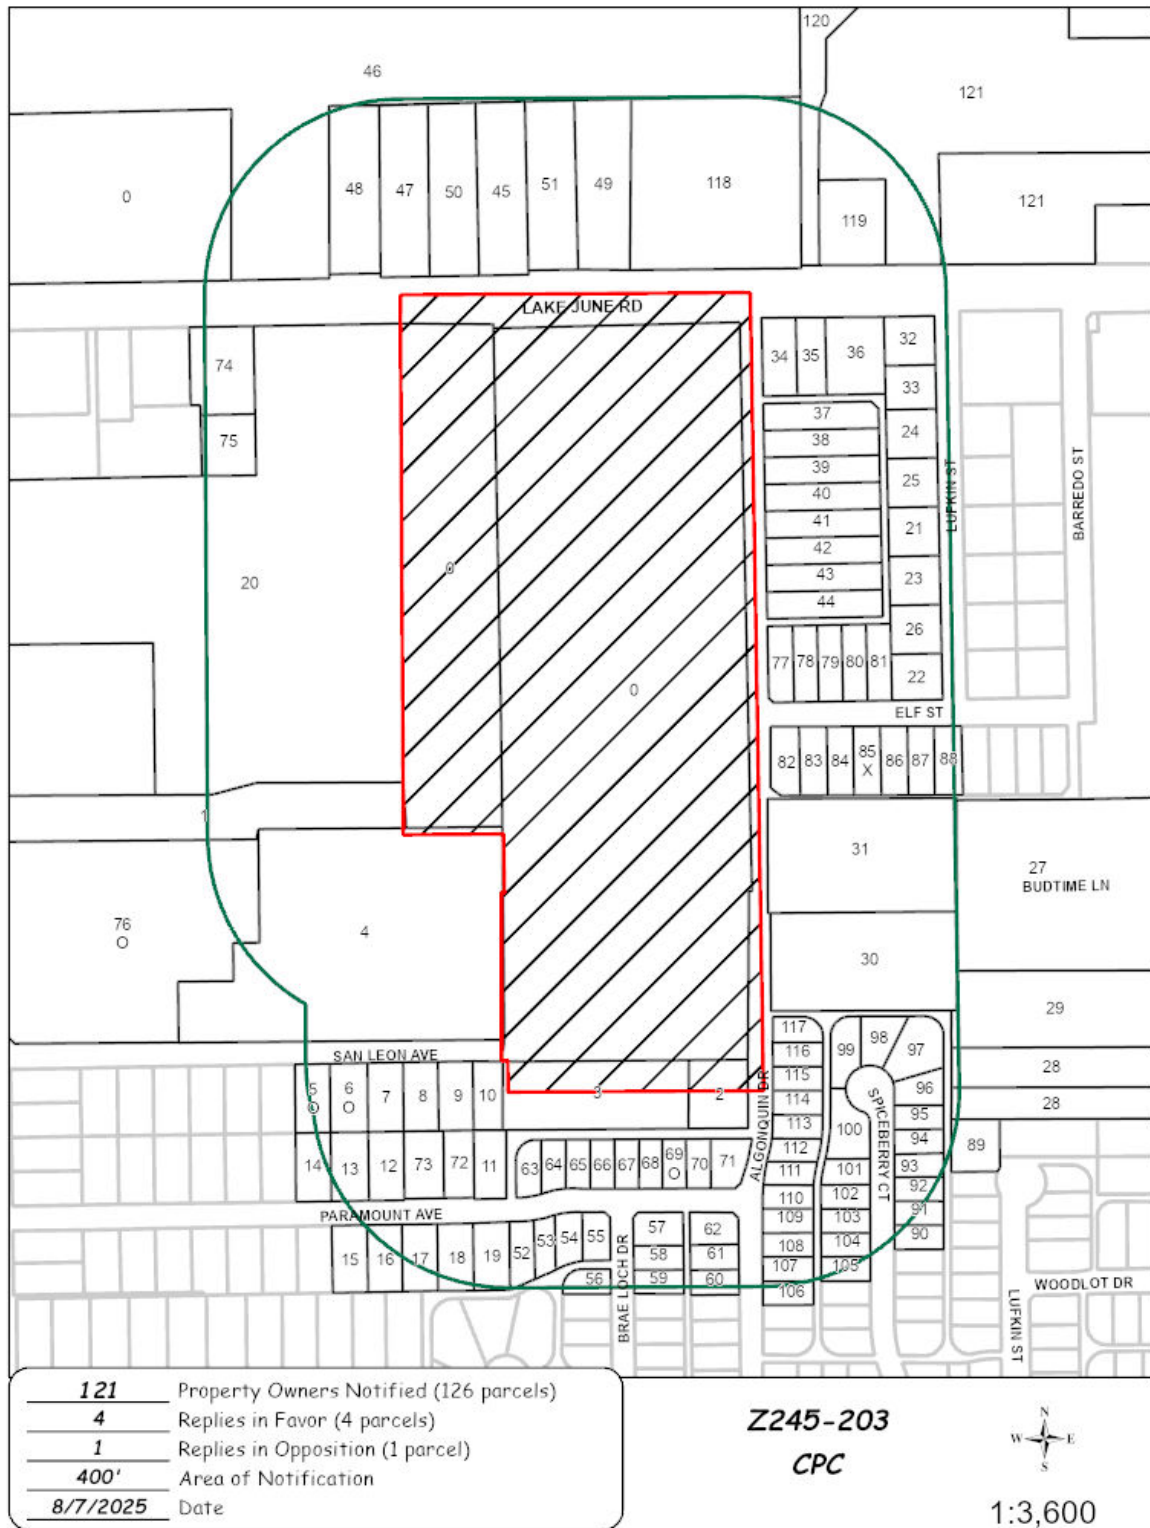 120
46
121
0
48 47 50 45 51 49 118
119
121
LAKE JUNE RD
74
75
34 35 36 32
33
37
38
39
40
41
42
43
44
24
25
21
23
26
22
LUFKIN ST
BARREDO ST
20
0
0
77 78 79 80 81
ELF ST
82 83 84 85 86 87 88
X
1
31
27
BUDTIME LN
76
O
4
30
29
28
28
SAN LEON AVE
5 6 7 8 9 10 3 2
O O
14 13 12 73 72 11
63 64 65 66 67 68 69 70 71
O
ALGONQUIN DR
117
116
115
114
113
112
111
110
109
108
107
106
99 98 97
96
95
94
93
92
91
90
100
101
102
103
104
105
SPICEBERRY CT
89
PARAMOUNT AVE
15 16 17 18 19 52 53 54 55
56
57
58
59
62
61
60
BRAE LOCH DR
WOODLOT DR
LUFKIN ST
121 Property Owners Notified (126 parcels)
4 Replies in Favor (4 parcels)
1 Replies in Opposition (1 parcel)
400' Area of Notification
8/7/2025 Date
Z245-203
CPC
N
W E
S
1:3,600